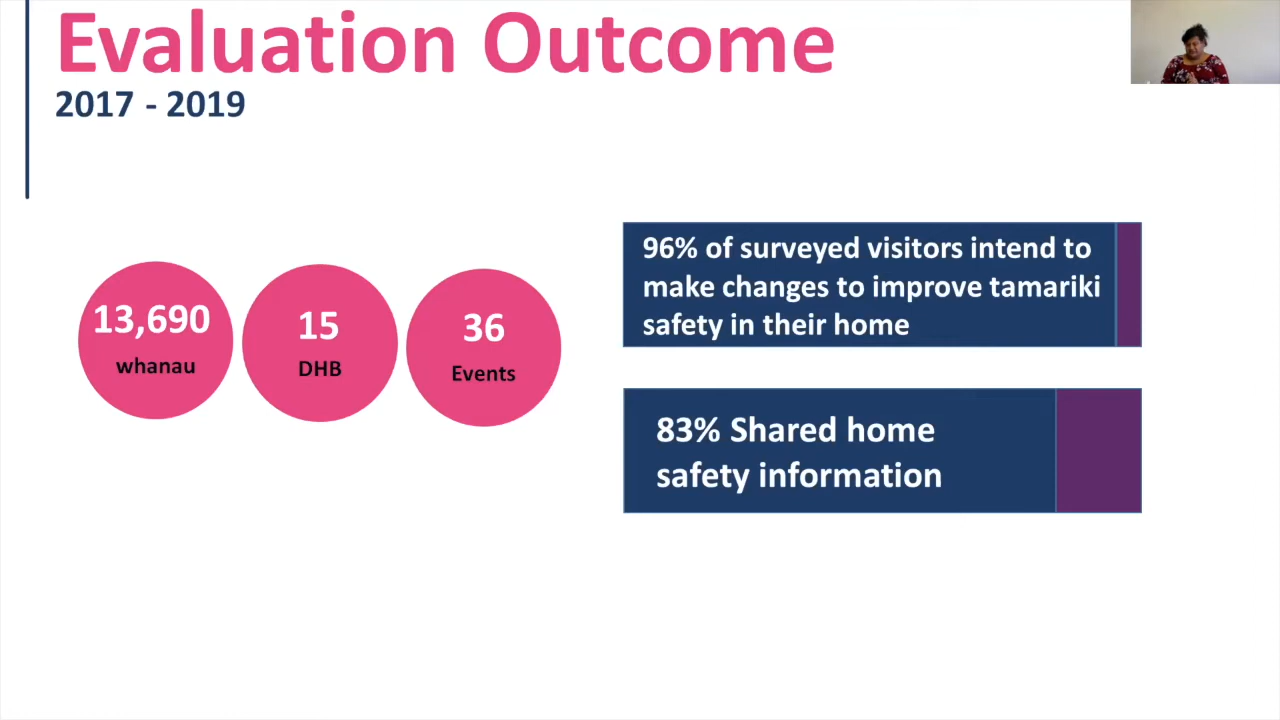 Evaluation Outcome
2017 - 2019
13,690
whanau
15
DHB
36
Events
96% of surveyed visitors intend to
make changes to improve tamariki
safety in their home
83% Shared home
safety information